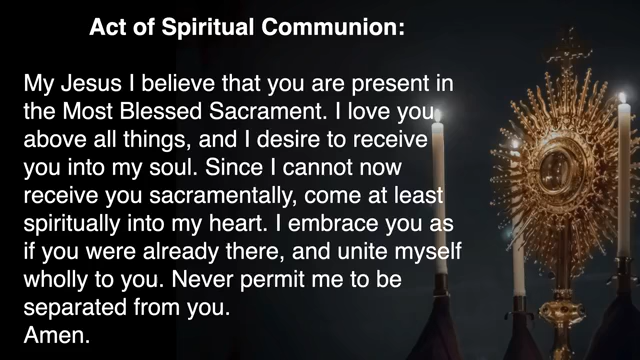 Act of Spiritual Communion:
My Jesus I believe that you are present in
the Most Blessed Sacrament. I love you
above all things, and I desire to receive
you into my soul. Since I cannot now
receive you sacramentally, come at least
spiritually into my heart. I embrace you as
if you were already there, and unite myself
wholly to you. Never permit me to be
separated from you.
Amen.